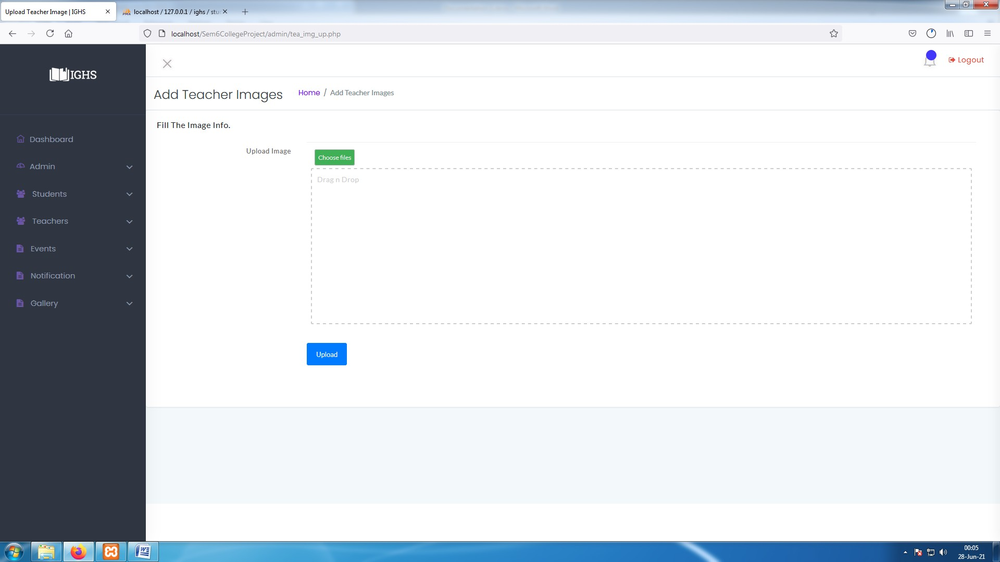 Upload Teacher Image | IGHS
localhost / 127.0.0.1 / ighs / stu
localhost/Sem6CollegeProject/admin/tea_img_up.php
IGHS
Logout
Add Teacher Images
Home / Add Teacher Images
Fill The Image Info.
Dashboard
Admin
Students
Teachers
Events
Notification
Gallery
Upload Image
Choose files
Drag n Drop
Upload
00:05
28-Jun-21